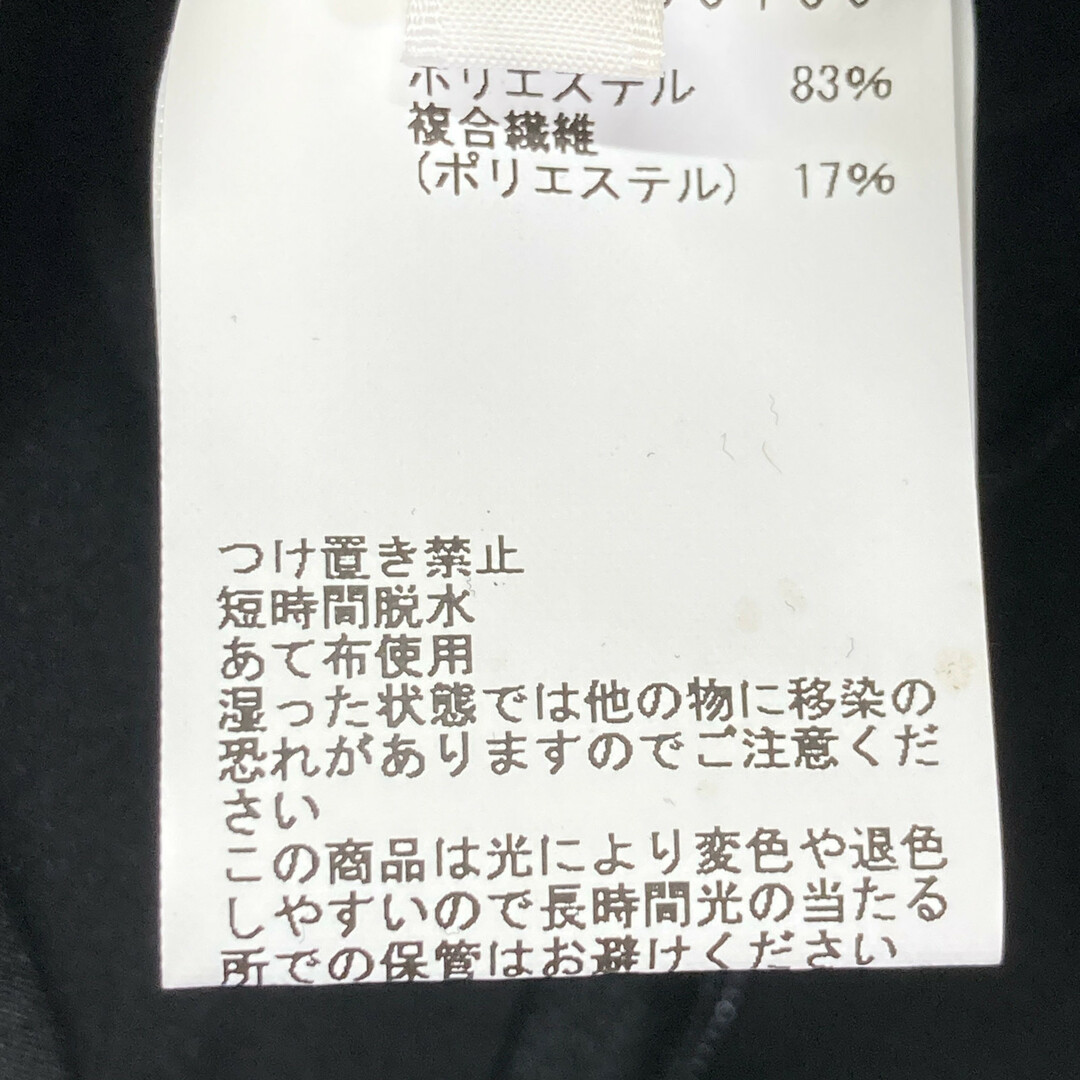 ポリエステル 83%
複合繊維
(ポリエステル) 17%
つけ置き禁止
短時間脱水
あて布使用
湿った状態では他の物に移染の
恐れがありますのでご注意くだ
さい
この商品は光により変色や退色
しやすいので長時間光の当たる
所での保管はお避けください